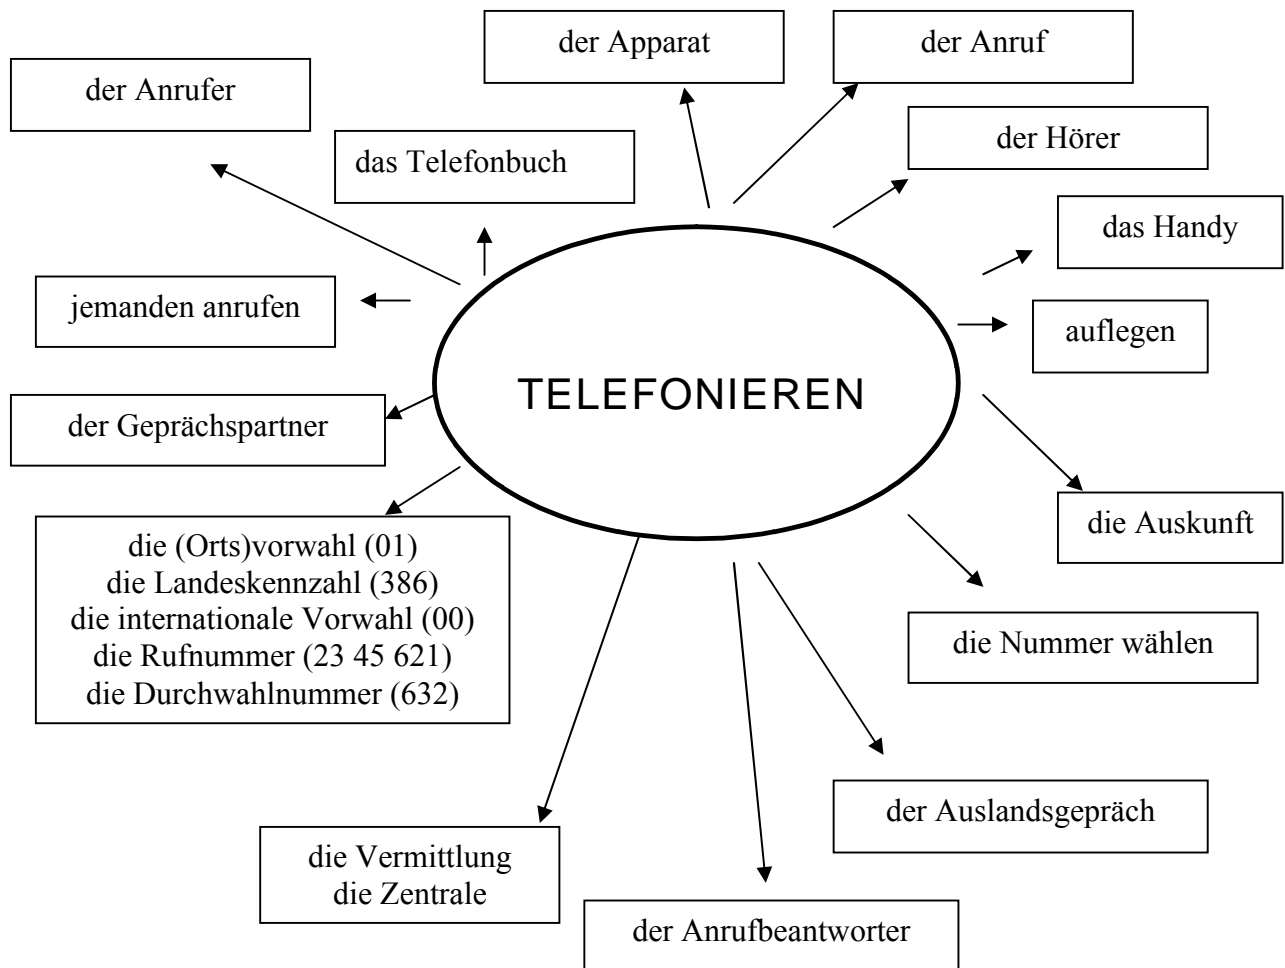 der Apparat
der Anruf
der Anrufer
der Hörer
das Telefonbuch
das Handy
jemanden anrufen
auflegen
TELEFONIEREN
der Geprächspartner
die Auskunft
die (Orts)vorwahl (01)
die Landeskennzahl (386)
die internationale Vorwahl (00)
die Rufnummer (23 45 621)
die Durchwahlnummer (632)
die Nummer wählen
der Auslandsgepräch
die Vermittlung
die Zentrale
der Anrufbeantworter